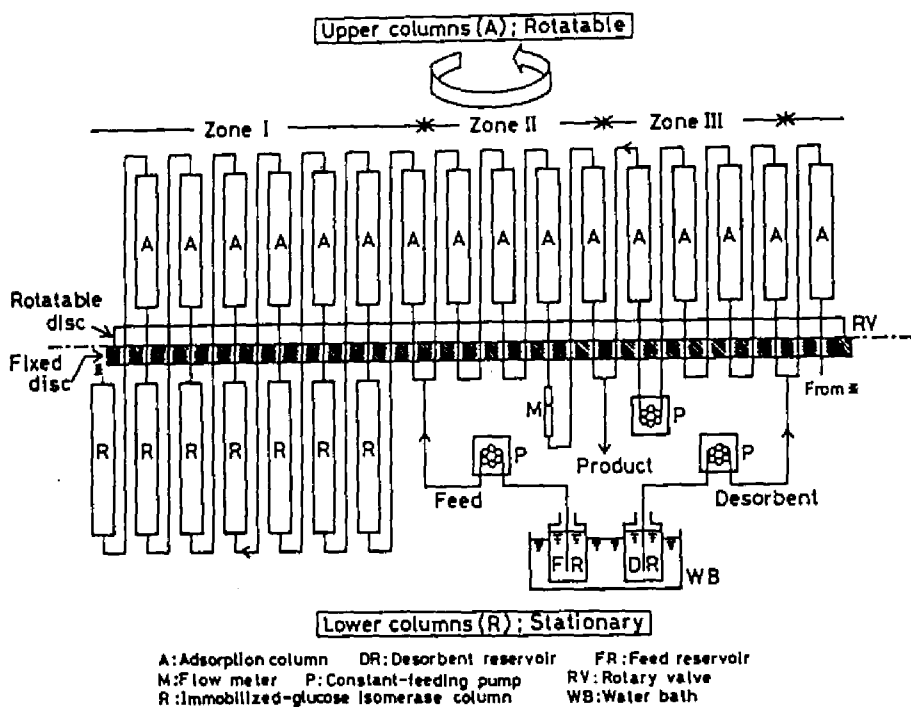 Upper columns (A); Rotatable
Zone I Zone II Zone III
A A A A A A A A A A A A A A A A
Rotatable disc
RV
Fixed disc
From *
R R R R R R R
M P P P
Product
Feed Desorbent
FR DR
WB
Lower columns (R); Stationary
A:Adsorption column DR:Desorbent reservoir FR:Feed reservoir
M:Flow meter P:Constant-feeding pump RV:Rotary valve
R:Immobilized-glucose isomerase column WB:Water bath